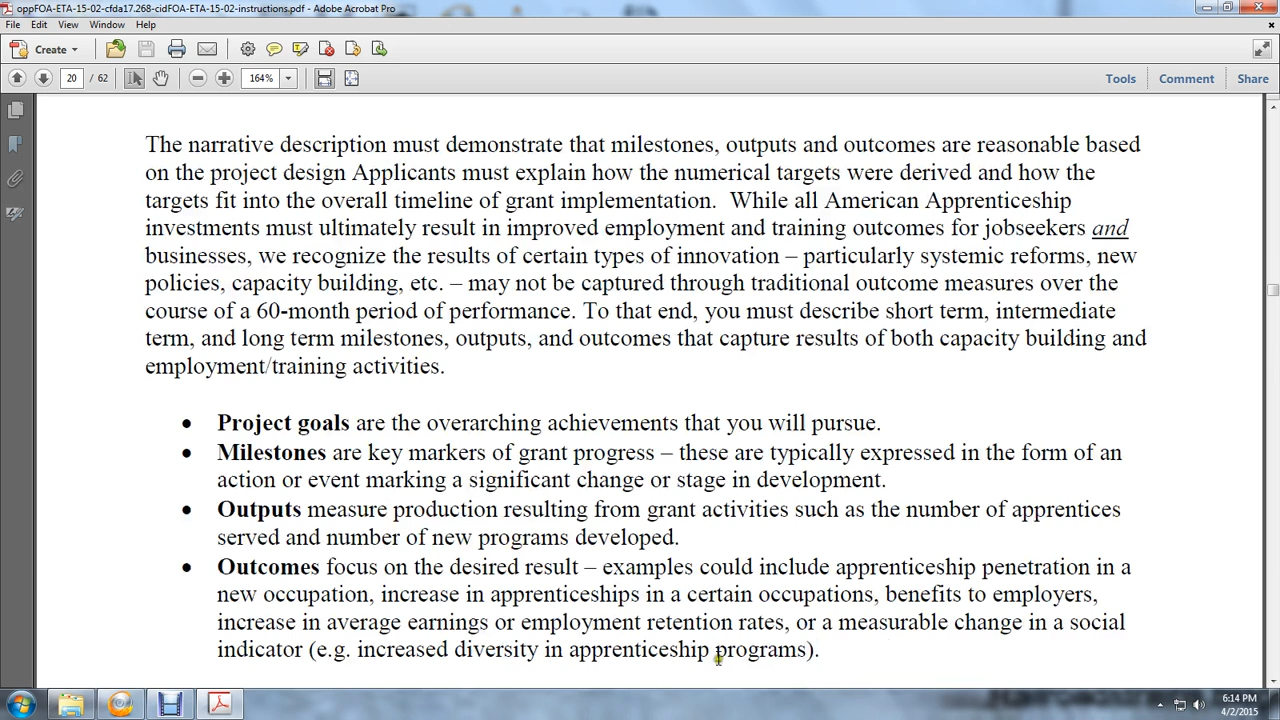 oppFOA-ETA-15-02-cfda17.268-cidFOA-ETA-15-02-instructions.pdf - Adobe Acrobat Pro
File Edit View Window Help
Create
20 / 62 164% Tools Comment Share
The narrative description must demonstrate that milestones, outputs and outcomes are reasonable based
on the project design Applicants must explain how the numerical targets were derived and how the
targets fit into the overall timeline of grant implementation.  While all American Apprenticeship
investments must ultimately result in improved employment and training outcomes for jobseekers and
businesses, we recognize the results of certain types of innovation – particularly systemic reforms, new
policies, capacity building, etc. – may not be captured through traditional outcome measures over the
course of a 60-month period of performance. To that end, you must describe short term, intermediate
term, and long term milestones, outputs, and outcomes that capture results of both capacity building and
employment/training activities.
• Project goals are the overarching achievements that you will pursue.
• Milestones are key markers of grant progress – these are typically expressed in the form of an
action or event marking a significant change or stage in development.
• Outputs measure production resulting from grant activities such as the number of apprentices
served and number of new programs developed.
• Outcomes focus on the desired result – examples could include apprenticeship penetration in a
new occupation, increase in apprenticeships in a certain occupations, benefits to employers,
increase in average earnings or employment retention rates, or a measurable change in a social
indicator (e.g. increased diversity in apprenticeship programs).
6:14 PM
4/2/2015